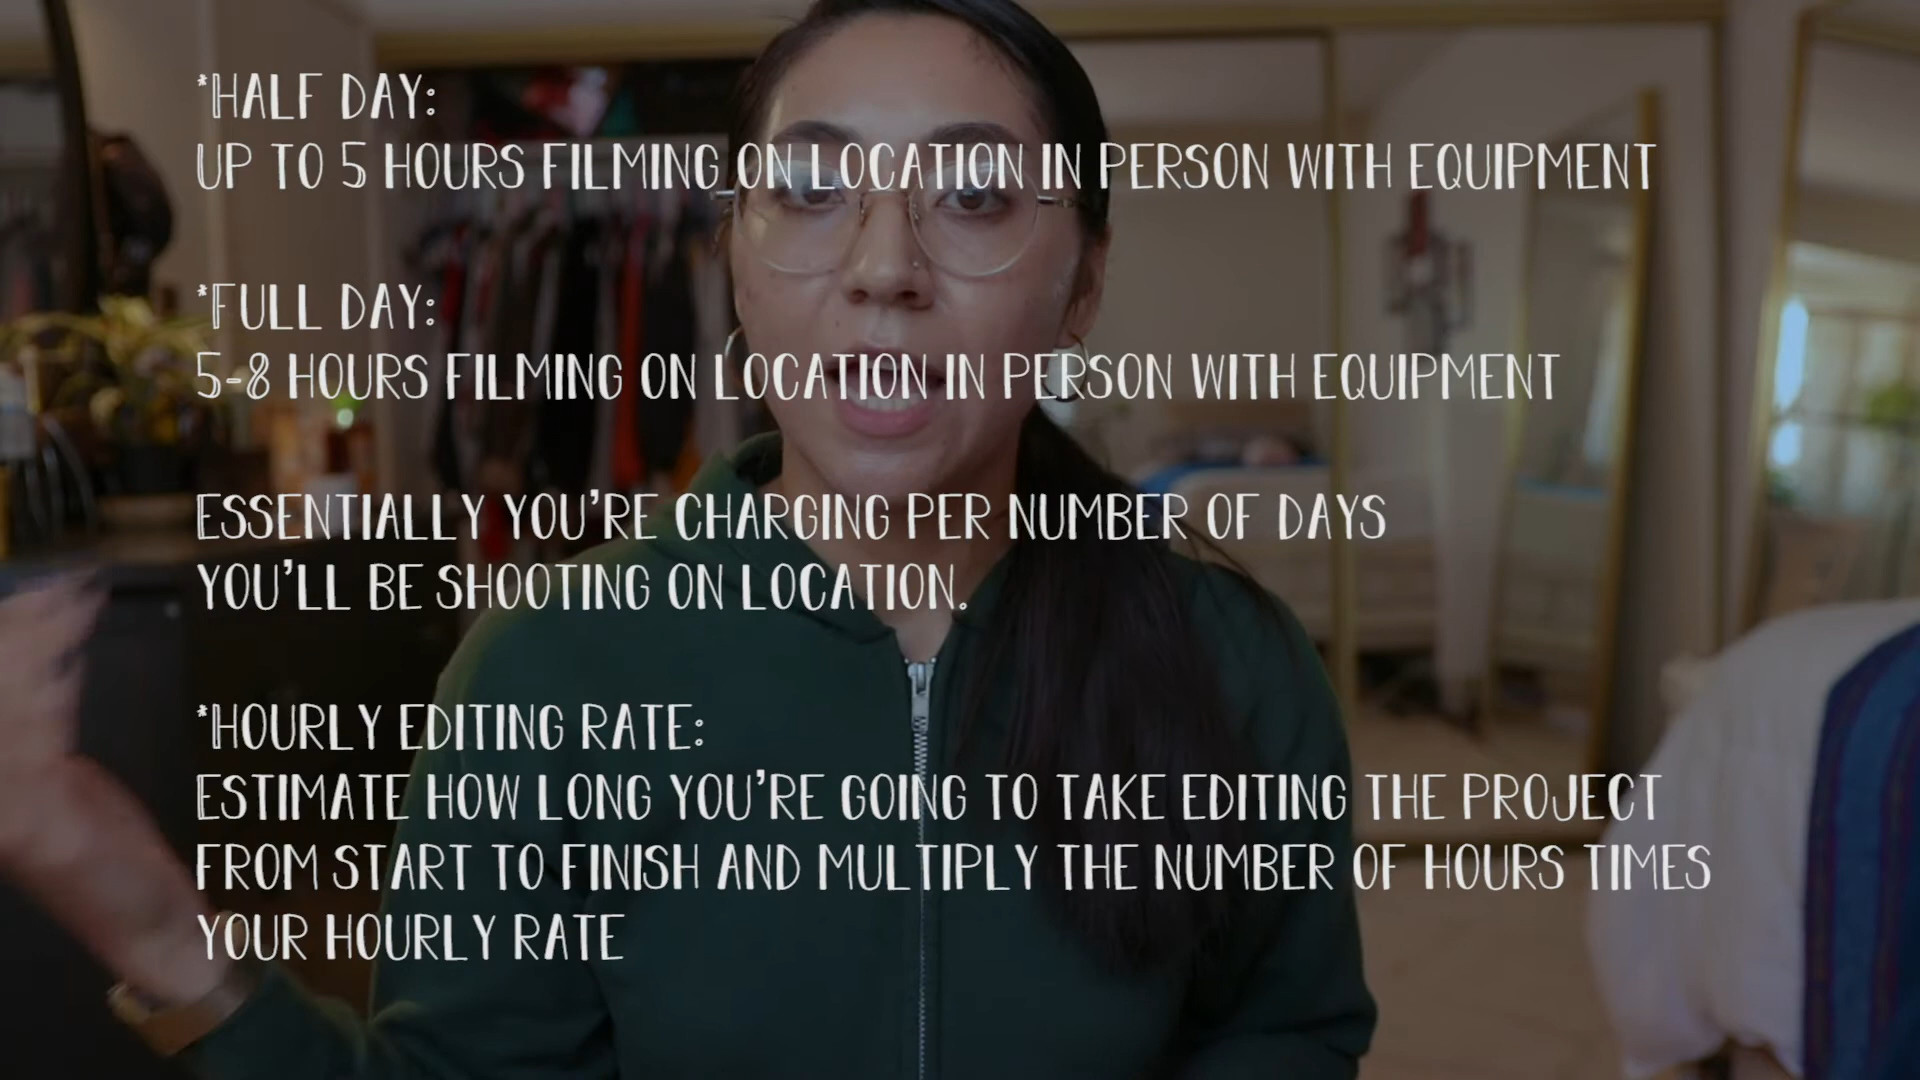 *HALF DAY:
UP TO 5 HOURS FILMING ON LOCATION IN PERSON WITH EQUIPMENT
*FULL DAY:
5-8 HOURS FILMING ON LOCATION IN PERSON WITH EQUIPMENT
ESSENTIALLY YOU'RE CHARGING PER NUMBER OF DAYS
YOU'LL BE SHOOTING ON LOCATION.
*HOURLY EDITING RATE:
ESTIMATE HOW LONG YOU'RE GOING TO TAKE EDITING THE PROJECT
FROM START TO FINISH AND MULTIPLY THE NUMBER OF HOURS TIMES
YOUR HOURLY RATE